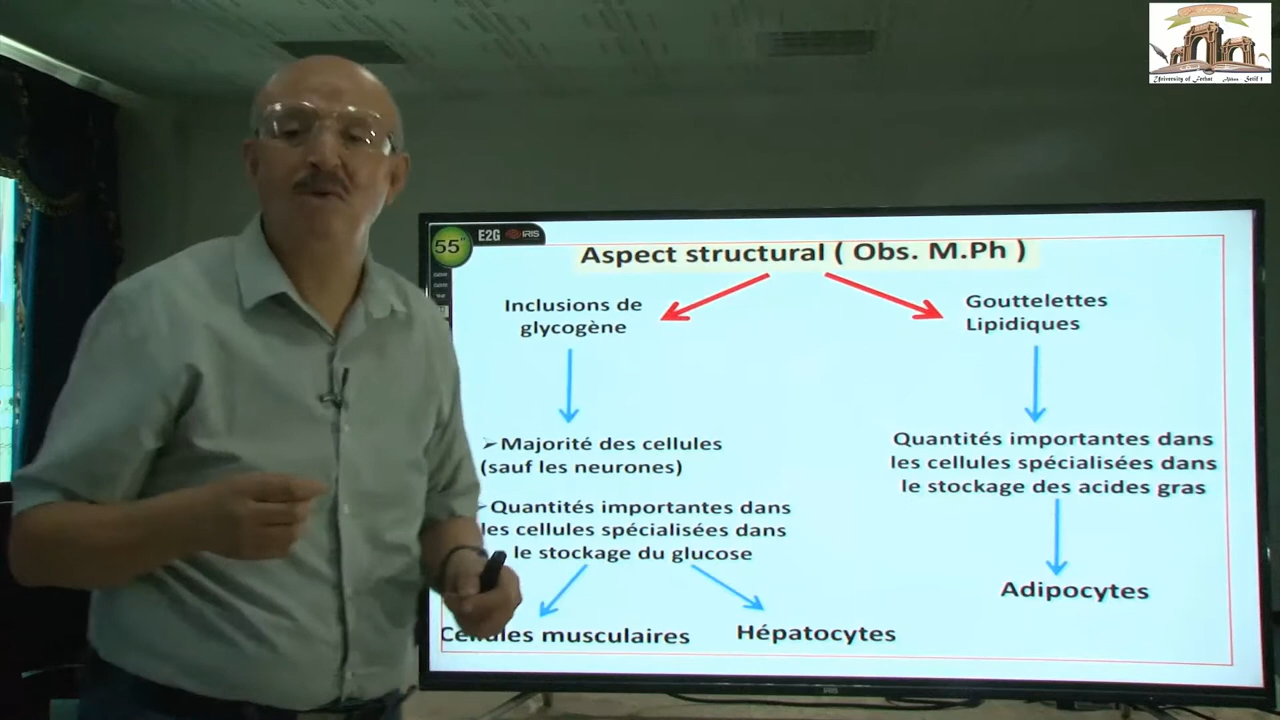 University of Ferhat Abbas Setif 1
55"
E2G IRIS
Aspect structural ( Obs. M.Ph )
Inclusions de
glycogène
Gouttelettes
Lipidiques
➢ Majorité des cellules
(sauf les neurones)
Quantités importantes dans
les cellules spécialisées dans
le stockage des acides gras
Quantités importantes dans
les cellules spécialisées dans
le stockage du glucose
Adipocytes
Cellules musculaires
Hépatocytes